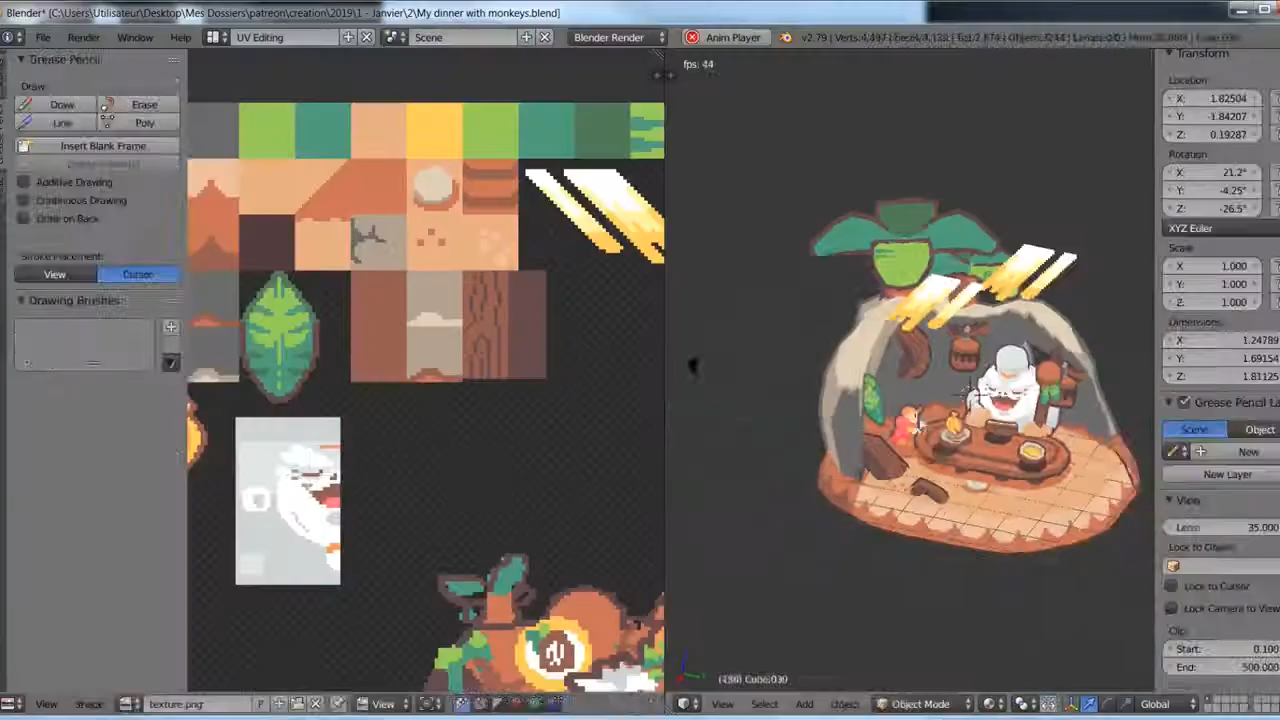 Blender* [C:\Users\Utilisateur\Desktop\Mes Dossiers\patreon\creation\2019\1 - Janvier\2\My dinner with monkeys.blend]
File Render Window Help UV Editing Scene Blender Render Anim Player v2.79
Grease Pencil
Draw:
Draw Erase
Line Poly
Insert Blank Frame
Additive Drawing
Continuous Drawing
Draw on Back
Stroke Placement:
View Cursor
Drawing Brushes:
fps: 44
(186) Cube.030
Transform
Location
X: 1.82504
Y: -1.84207
Z: 0.19287
Rotation
X: 21.2°
Y: -4.25°
Z: -26.5°
XYZ Euler
Scale
X 1.000
Y: 1.000
Z: 1.000
Dimensions:
X: 1.24789
Y: 1.69154
Z: 1.81125
Grease Pencil La
Scene Object
New
New Layer
View
Lens: 35.000
Lock to Object:
Lock to Cursor
Lock Camera to View
Clip:
Start: 0.100
End: 500.000
View Image texture.png F View
View Select Add Object Object Mode Global